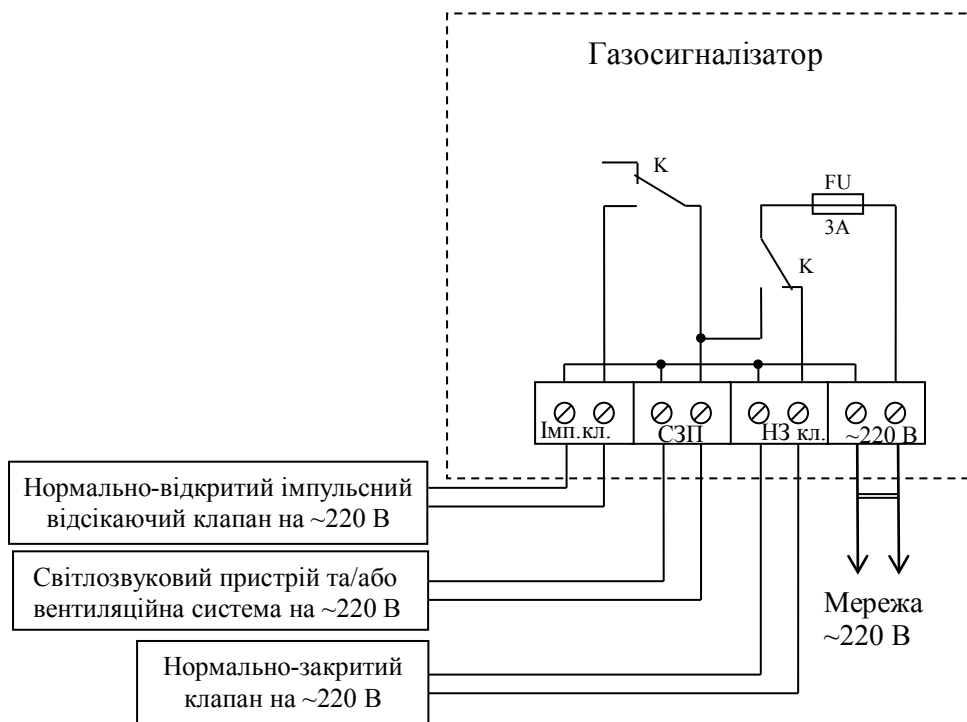 Газосигналізатор
K
FU
3А
K
Імп.кл.
СЗП
НЗ кл.
~220 В
Нормально-відкритий імпульсний
відсікаючий клапан на ~220 В
Світлозвуковий пристрій та/або
вентиляційна система на ~220 В
Мережа
~220 В
Нормально-закритий
клапан на ~220 В